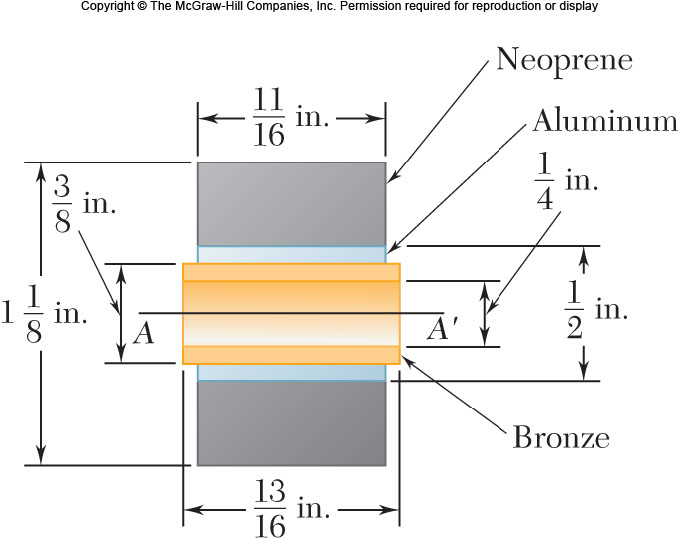 Copyright © The McGraw-Hill Companies, Inc. Permission required for reproduction or display
Neoprene
11/16 in.
Aluminum
3/8 in.
1/4 in.
1 1/8 in.
A
A'
1/2 in.
Bronze
13/16 in.